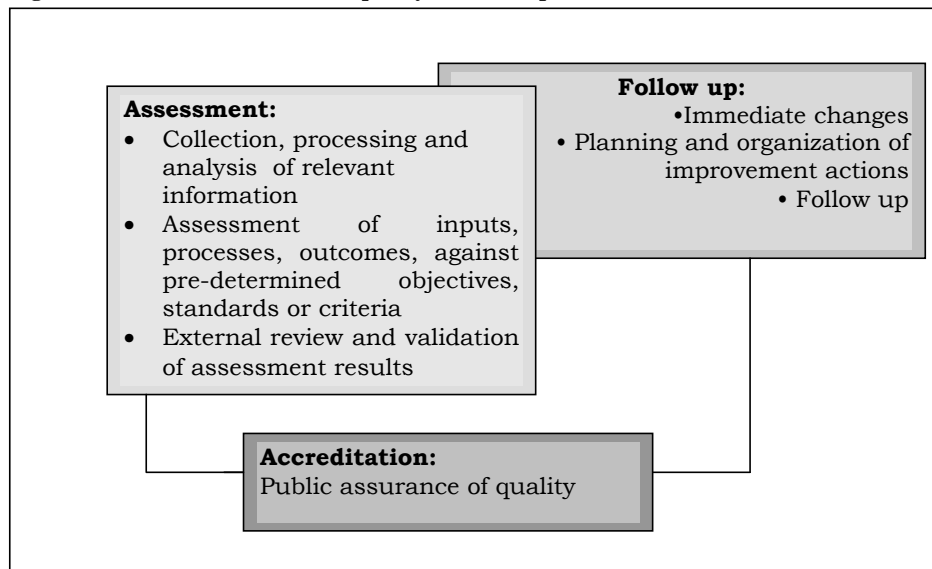 Assessment:
• Collection, processing and
analysis of relevant
information
• Assessment of inputs,
processes, outcomes, against
pre-determined objectives,
standards or criteria
• External review and validation
of assessment results
Follow up:
•Immediate changes
• Planning and organization of
improvement actions
• Follow up
Accreditation:
Public assurance of quality